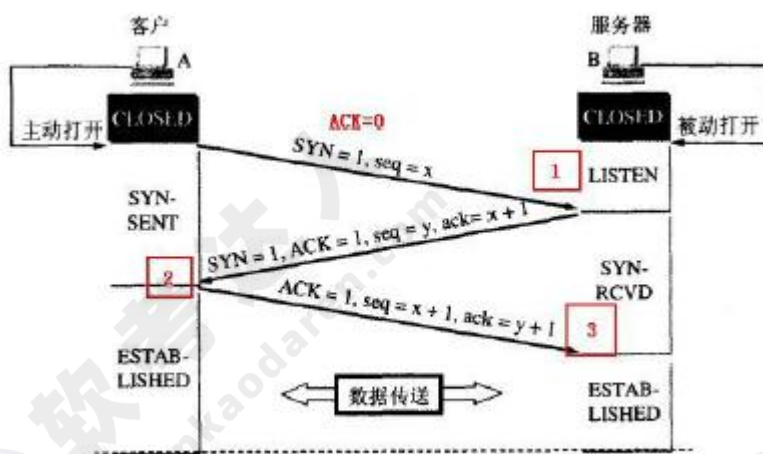 客户
服务器
A
B
主动打开
CLOSED
ACK=0
CLOSED
被动打开
SYN = 1, seq = x
1
LISTEN
SYN-
SENT
SYN = 1, ACK = 1, seq = y, ack= x + 1
2
SYN-
RCVD
ACK = 1, seq = x + 1, ack = y + 1
3
ESTAB-
LISHED
数据传送
ESTAB-
LISHED